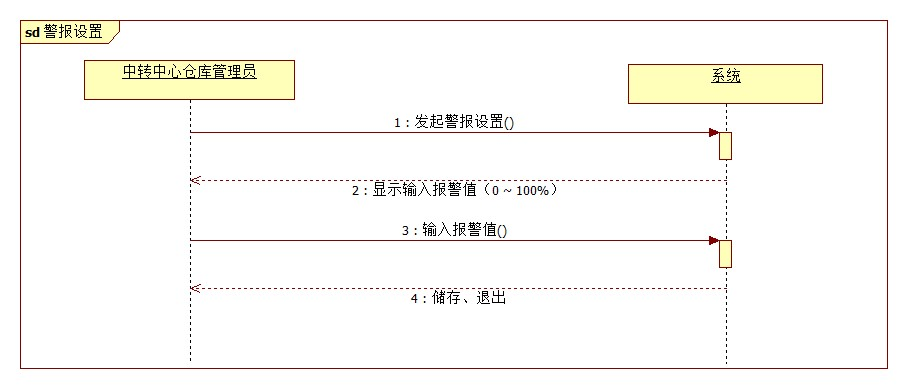 sd 警报设置
中转中心仓库管理员
系统
1 : 发起警报设置()
2 : 显示输入报警值（0 ~ 100%）
3 : 输入报警值()
4 : 储存、退出